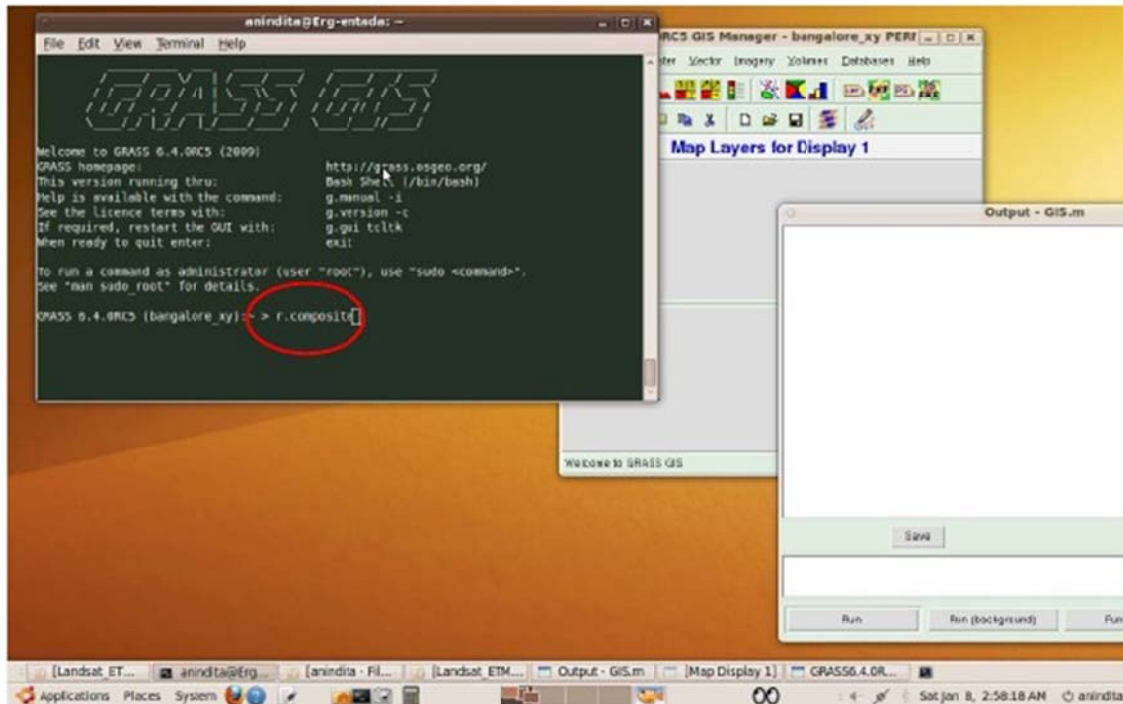 anindita@Erg-entada: ~
File Edit View Terminal Help
GRASS GIS
Welcome to GRASS 6.4.0RC5 (2009)
GRASS homepage: http://grass.osgeo.org/
This version running thru: Bash Shell (/bin/bash)
Help is available with the command: g.manual -i
See the licence terms with: g.version -c
If required, restart the GUI with: g.gui tcltk
When ready to quit enter: exit
To run a command as administrator (user "root"), use "sudo <command>".
See "man sudo_root" for details.
GRASS 6.4.0RC5 (bangalore_xy):~ > r.composite
RC5 GIS Manager - bangalore_xy PERM
ster Vector Imagery Volumes Databases Help
Map Layers for Display 1
Welcome to GRASS GIS
Output - GIS.m
Save
Run
Run (background)
[Landsat_ET... anindita@Erg... [anindita - Fil... [Landsat_ETM... Output - GIS.m [Map Display 1] GRASS6.4.0R...
Applications Places System Sat Jan 8, 2:58:18 AM anindita